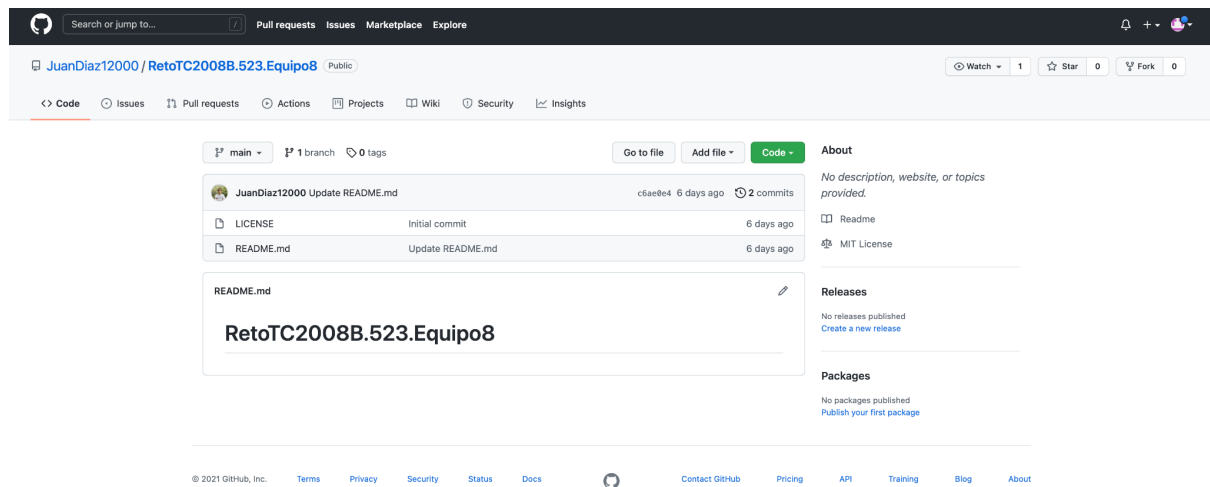 Search or jump to... / Pull requests Issues Marketplace Explore
JuanDiaz12000 / RetoTC2008B.523.Equipo8 Public Watch 1 Star 0 Fork 0
<> Code Issues Pull requests Actions Projects Wiki Security Insights
main 1 branch 0 tags Go to file Add file Code
JuanDiaz12000 Update README.md c6ae0e4 6 days ago 2 commits
LICENSE Initial commit 6 days ago
README.md Update README.md 6 days ago
README.md
RetoTC2008B.523.Equipo8
About
No description, website, or topics
provided.
Readme
MIT License
Releases
No releases published
Create a new release
Packages
No packages published
Publish your first package
© 2021 GitHub, Inc. Terms Privacy Security Status Docs Contact GitHub Pricing API Training Blog About